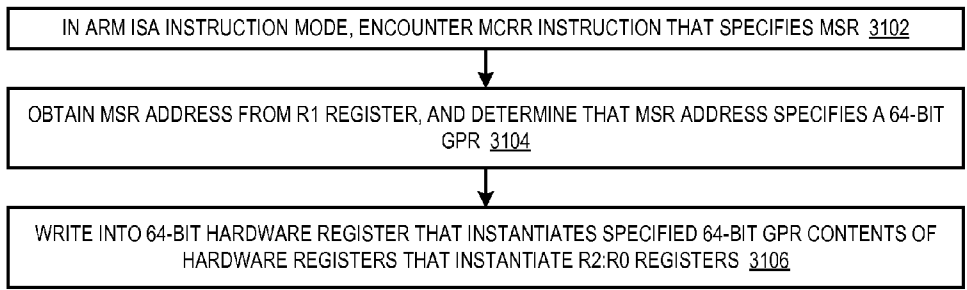 IN ARM ISA INSTRUCTION MODE, ENCOUNTER MCRR INSTRUCTION THAT SPECIFIES MSR 3102
OBTAIN MSR ADDRESS FROM R1 REGISTER, AND DETERMINE THAT MSR ADDRESS SPECIFIES A 64-BIT
GPR 3104
WRITE INTO 64-BIT HARDWARE REGISTER THAT INSTANTIATES SPECIFIED 64-BIT GPR CONTENTS OF
HARDWARE REGISTERS THAT INSTANTIATE R2:R0 REGISTERS 3106